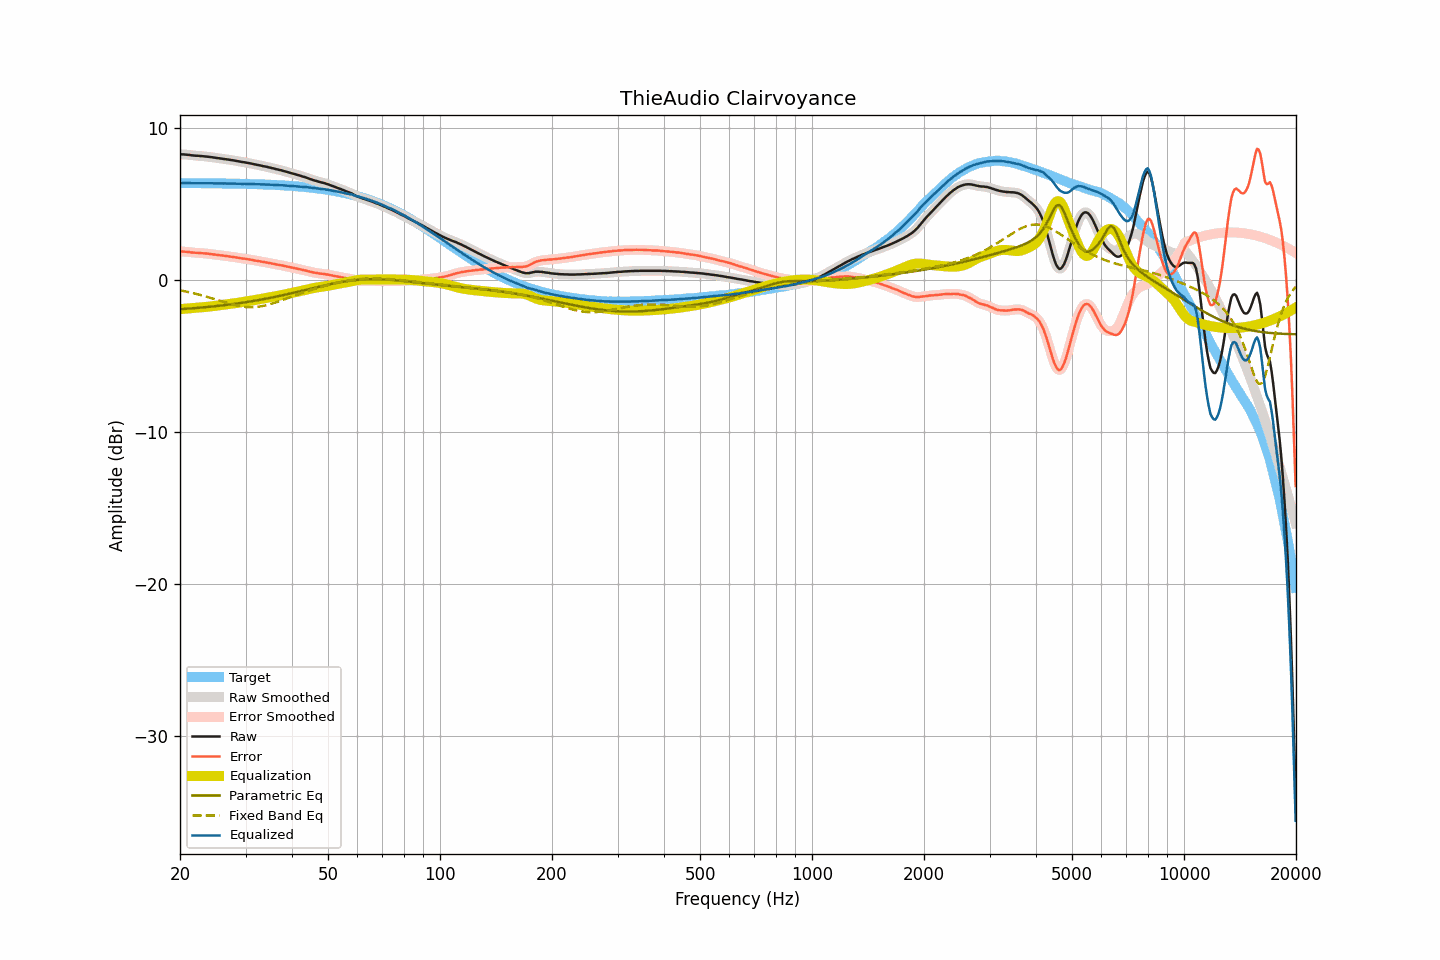 ThieAudio Clairvoyance
10
0
−10
−20
−30
Amplitude (dBr)
Target
Raw Smoothed
Error Smoothed
Raw
Error
Equalization
Parametric Eq
Fixed Band Eq
Equalized
20 50 100 200 500 1000 2000 5000 10000 20000
Frequency (Hz)